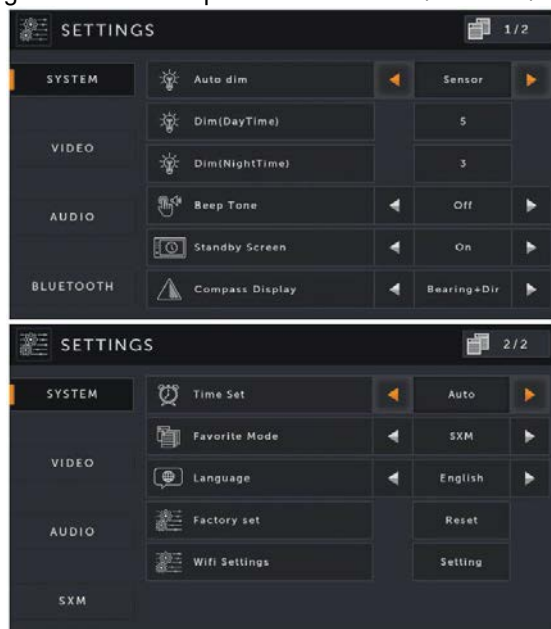 SETTINGS 1/2
SYSTEM Auto dim Sensor
Dim(DayTime) 5
VIDEO
Dim(NightTime) 3
AUDIO Beep Tone Off
Standby Screen On
BLUETOOTH Compass Display Bearing+Dir
SETTINGS 2/2
SYSTEM Time Set Auto
Favorite Mode SXM
VIDEO
Language English
AUDIO Factory set Reset
Wifi Settings Setting
SXM